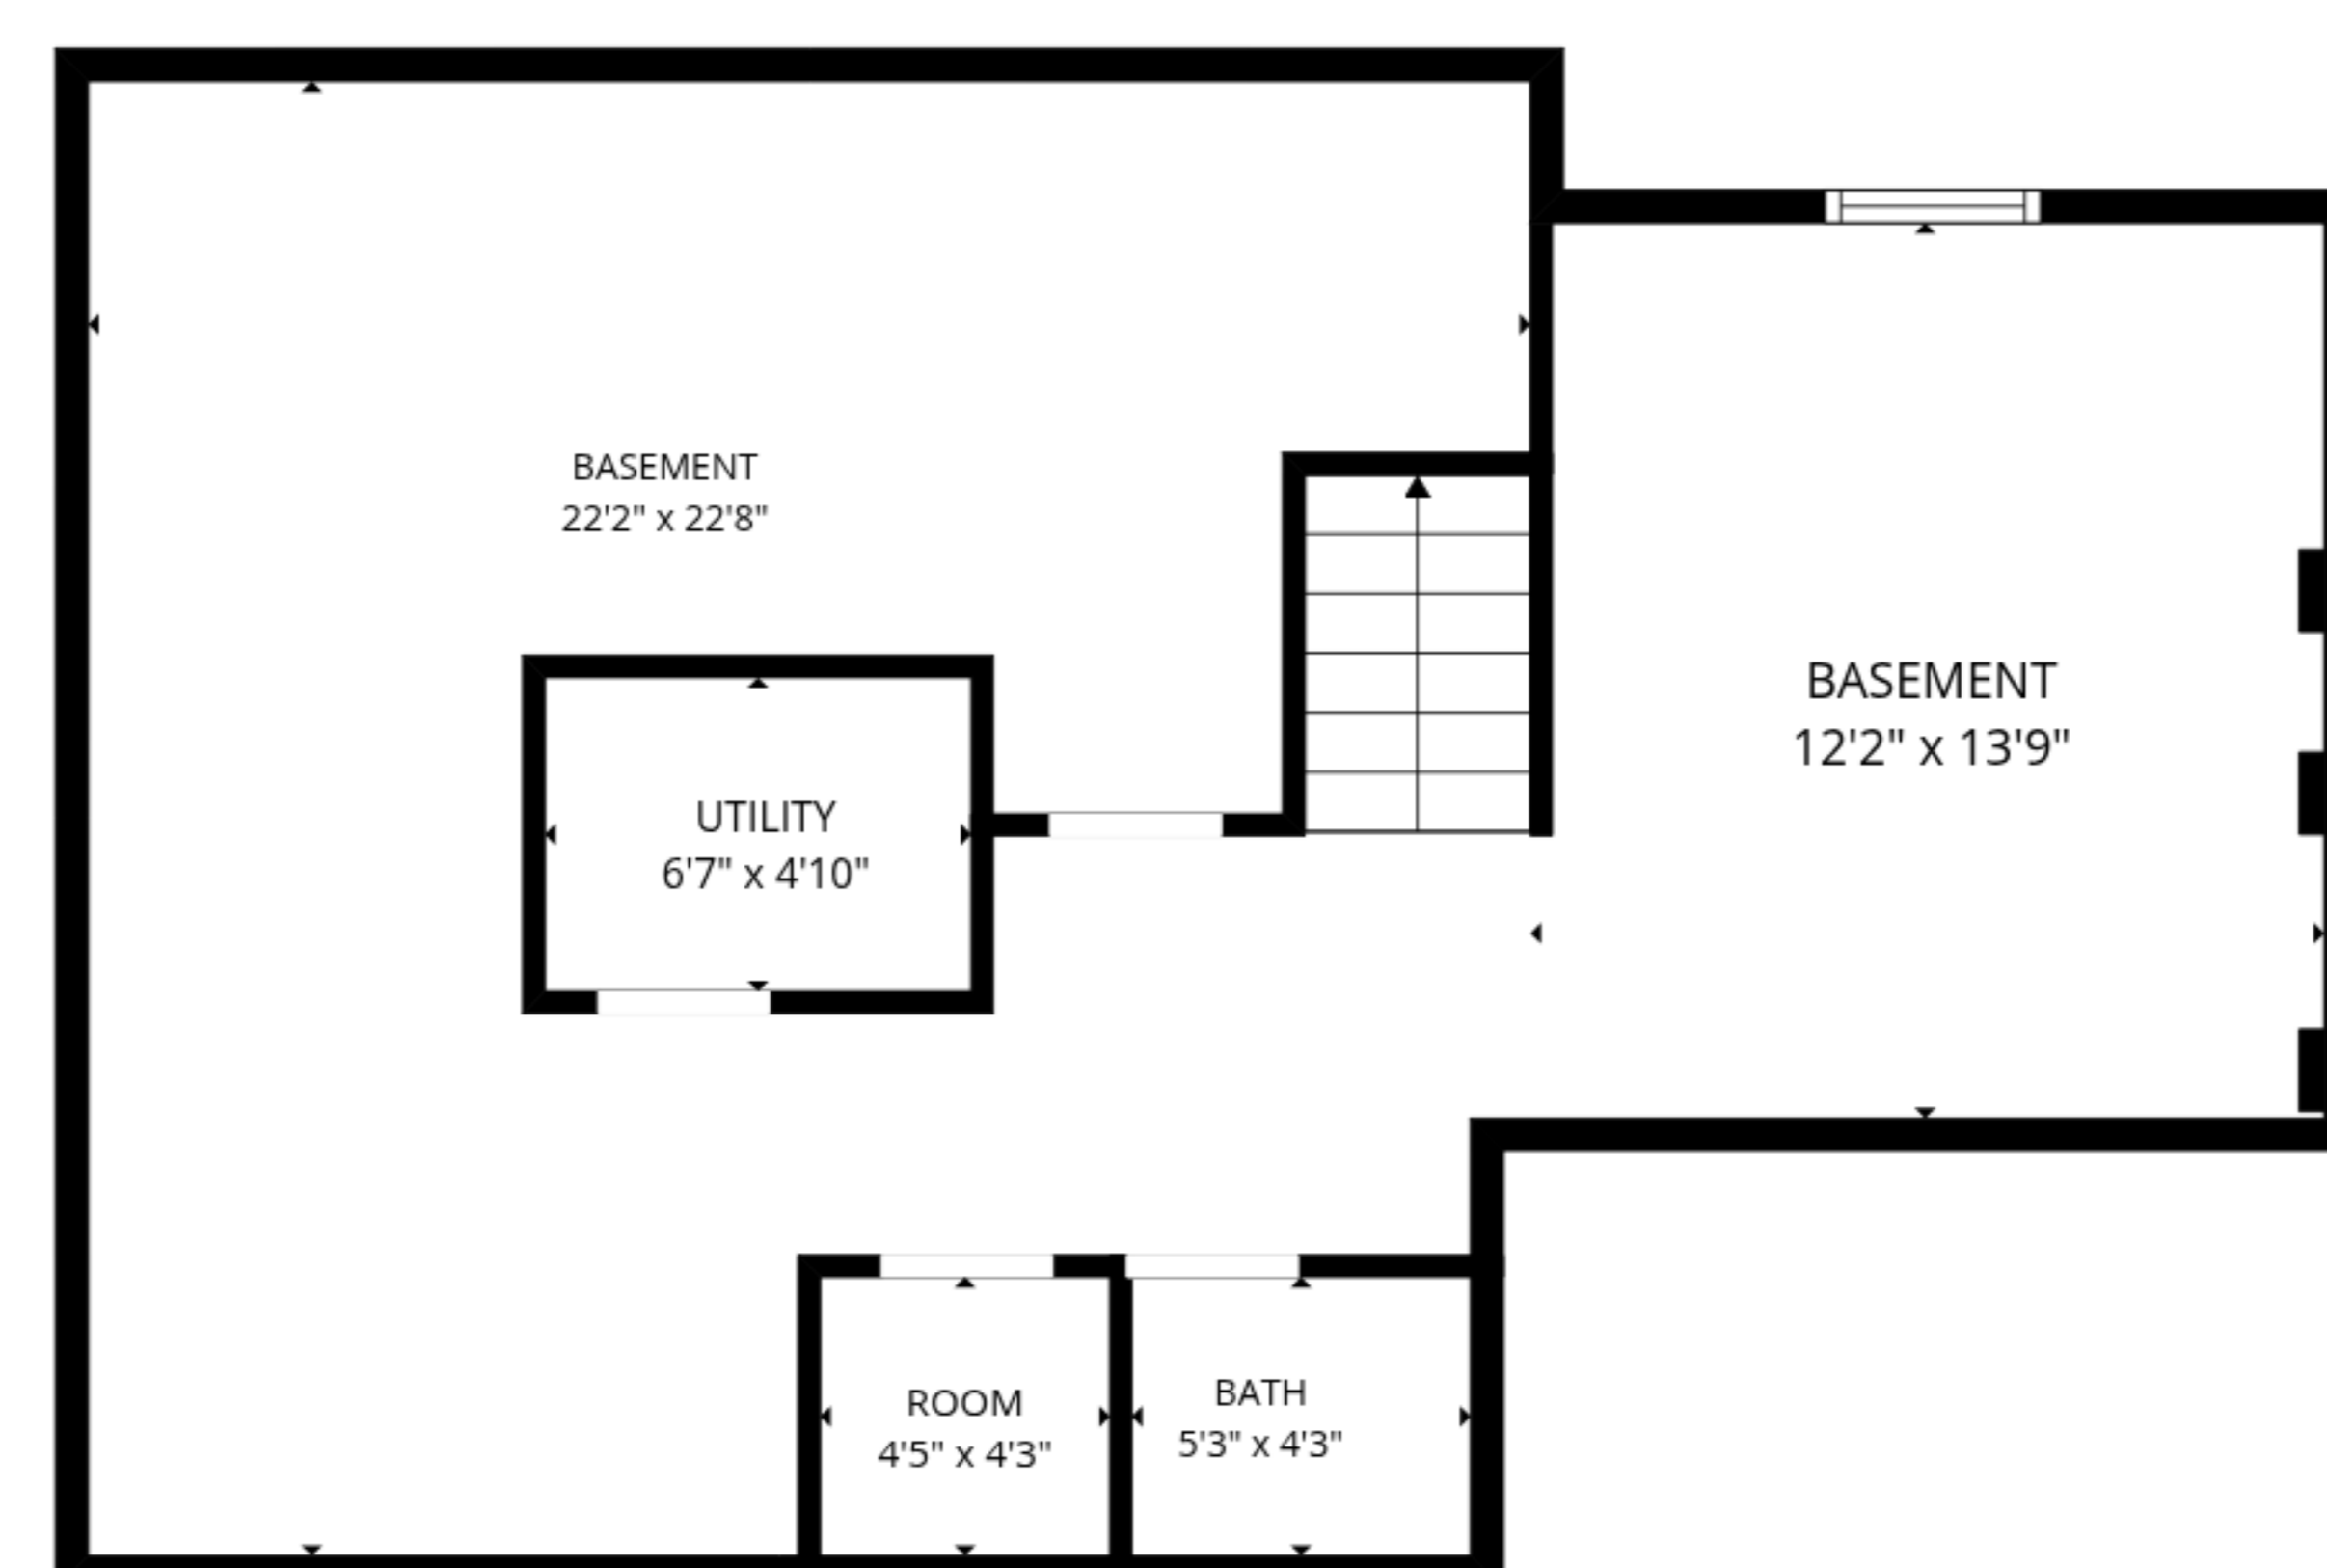 BASEMENT
22'2" x 22'8"
BASEMENT
12'2" x 13'9"
UTILITY
6'7" x 4'10"
ROOM
4'5" x 4'3"
BATH
5'3" x 4'3"